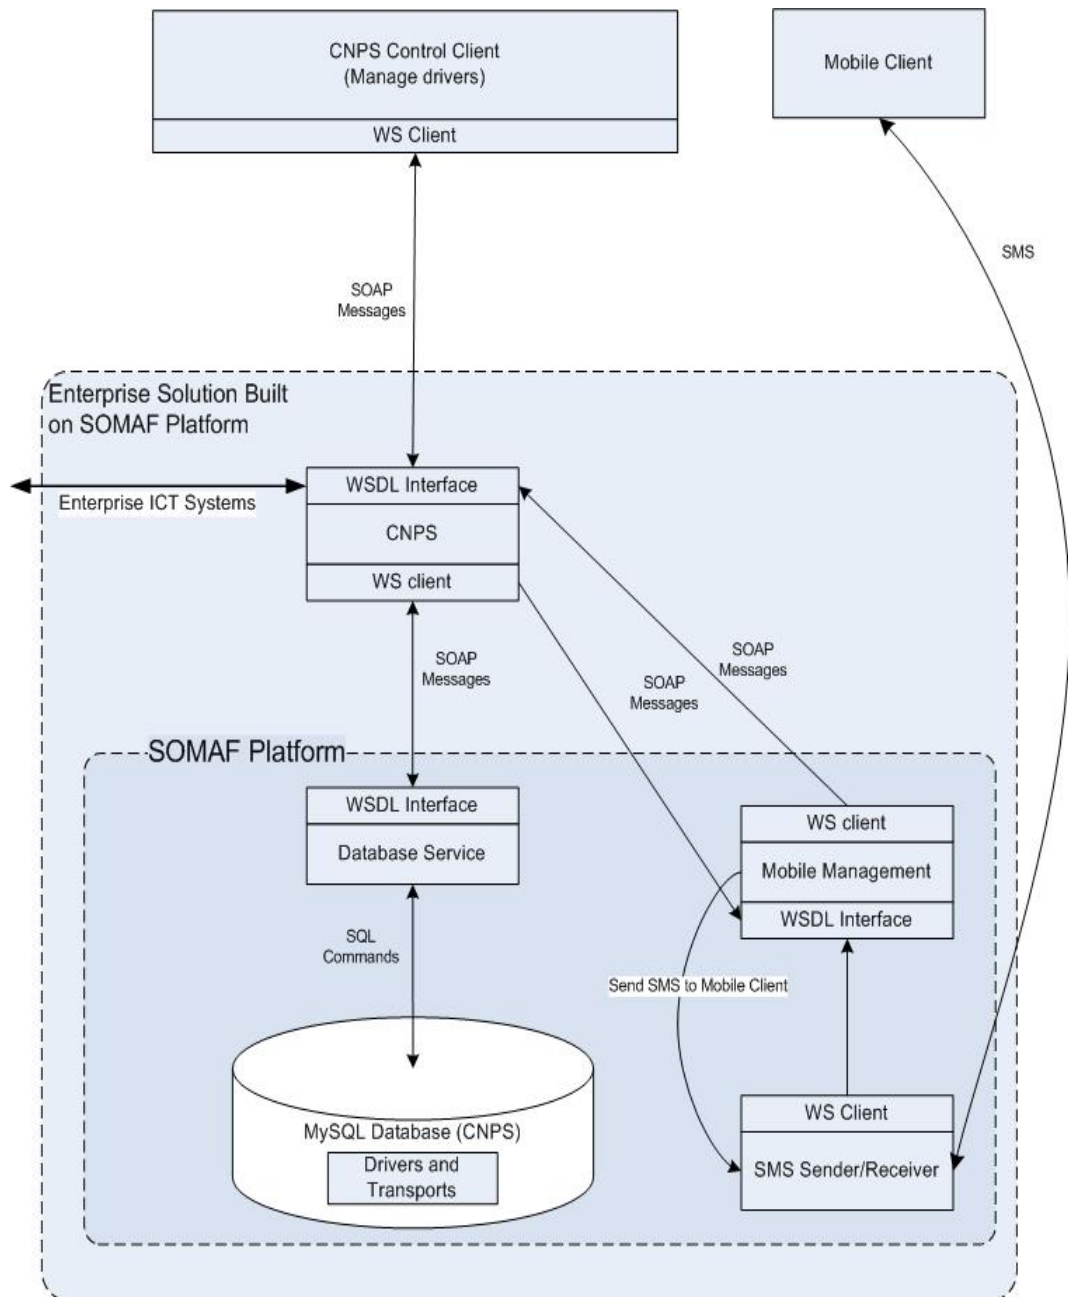 CNPS Control Client
(Manage drivers)
WS Client
Mobile Client
SMS
SOAP
Messages
Enterprise Solution Built
on SOMAF Platform
WSDL Interface
Enterprise ICT Systems
CNPS
WS client
SOAP
Messages
SOAP
Messages
SOAP
Messages
SOMAF Platform
WSDL Interface
Database Service
WS client
Mobile Management
WSDL Interface
SQL
Commands
Send SMS to Mobile Client
MySQL Database (CNPS)
Drivers and
Transports
WS Client
SMS Sender/Receiver